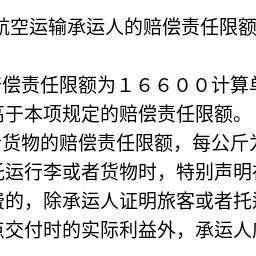 航空运输承运人的赔偿责任限额
偿责任限额为１６６００计算单
高于本项规定的赔偿责任限额。
货物的赔偿责任限额，每公斤为
托运行李或者货物时，特别声明在
费的，除承运人证明旅客或者托运
点交付时的实际利益外，承运人应